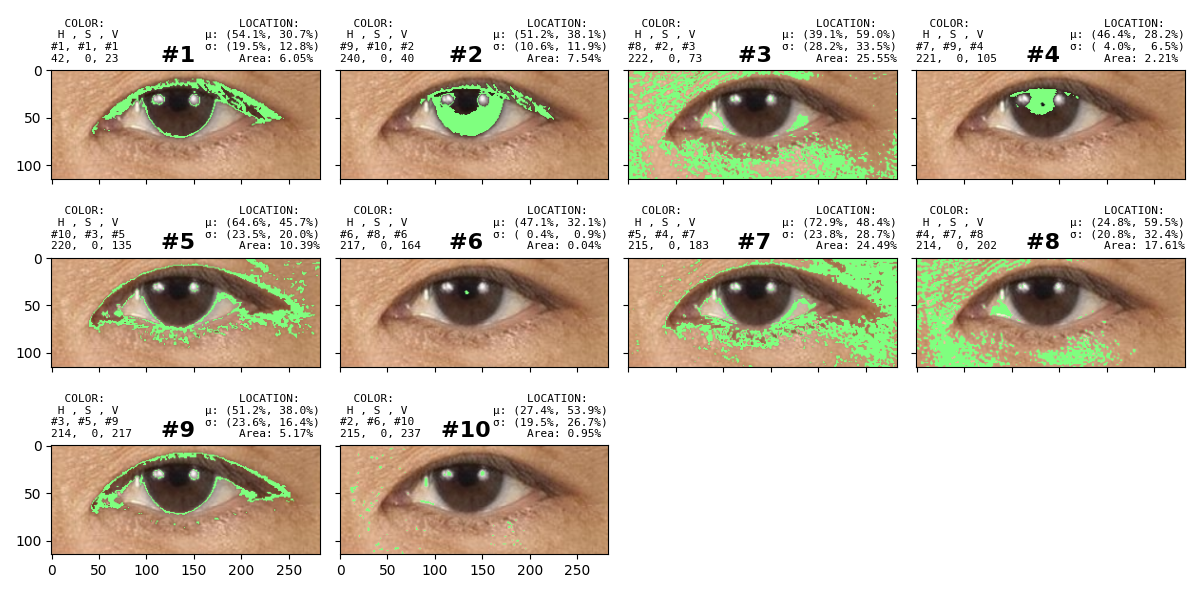 COLOR: LOCATION:
H , S , V μ: (54.1%, 30.7%)
#1, #1, #1 σ: (19.5%, 12.8%)
42, 0, 23 #1 Area: 6.05%
COLOR: LOCATION:
H , S , V μ: (51.2%, 38.1%)
#9, #10, #2 σ: (10.6%, 11.9%)
240, 0, 40 #2 Area: 7.54%
COLOR: LOCATION:
H , S , V μ: (39.1%, 59.0%)
#8, #2, #3 σ: (28.2%, 33.5%)
222, 0, 73 #3 Area: 25.55%
COLOR: LOCATION:
H , S , V μ: (46.4%, 28.2%)
#7, #9, #4 σ: ( 4.0%, 6.5%)
221, 0, 105 #4 Area: 2.21%
0
50
100
COLOR: LOCATION:
H , S , V μ: (64.6%, 45.7%)
#10, #3, #5 σ: (23.5%, 20.0%)
220, 0, 135 #5 Area: 10.39%
COLOR: LOCATION:
H , S , V μ: (47.1%, 32.1%)
#6, #8, #6 σ: ( 0.4%, 0.9%)
217, 0, 164 #6 Area: 0.04%
COLOR: LOCATION:
H , S , V μ: (72.9%, 48.4%)
#5, #4, #7 σ: (23.8%, 28.7%)
215, 0, 183 #7 Area: 24.49%
COLOR: LOCATION:
H , S , V μ: (24.8%, 59.5%)
#4, #7, #8 σ: (20.8%, 32.4%)
214, 0, 202 #8 Area: 17.61%
0
50
100
COLOR: LOCATION:
H , S , V μ: (51.2%, 38.0%)
#3, #5, #9 σ: (23.6%, 16.4%)
214, 0, 217 #9 Area: 5.17%
COLOR: LOCATION:
H , S , V μ: (27.4%, 53.9%)
#2, #6, #10 σ: (19.5%, 26.7%)
215, 0, 237 #10 Area: 0.95%
0
50
100
0 50 100 150 200 250
0 50 100 150 200 250